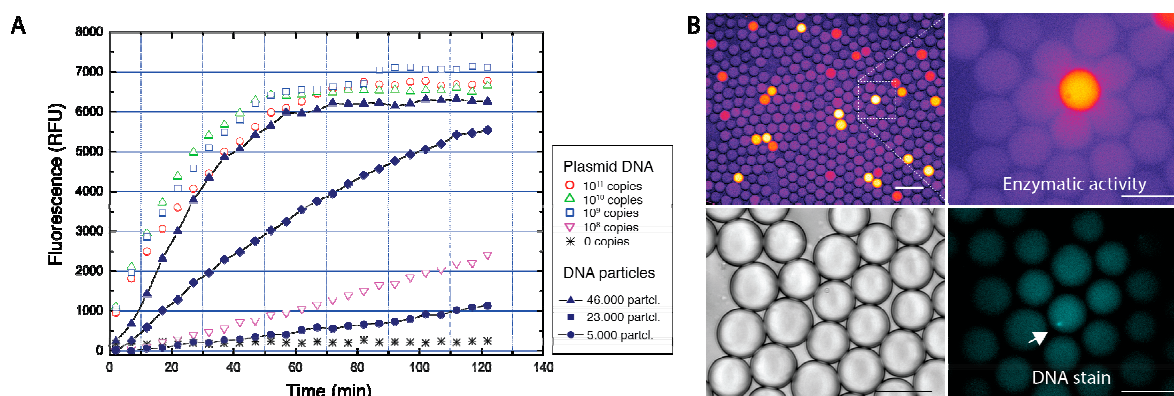 A
8000
7000
6000
5000
4000
3000
2000
1000
0
Fluorescence (RFU)
0 20 40 60 80 100 120 140
Time (min)
Plasmid DNA
10¹¹ copies
10¹⁰ copies
10⁹ copies
10⁸ copies
0 copies
DNA particles
46.000 partcl.
23.000 partcl.
5.000 partcl.
B
Enzymatic activity
DNA stain